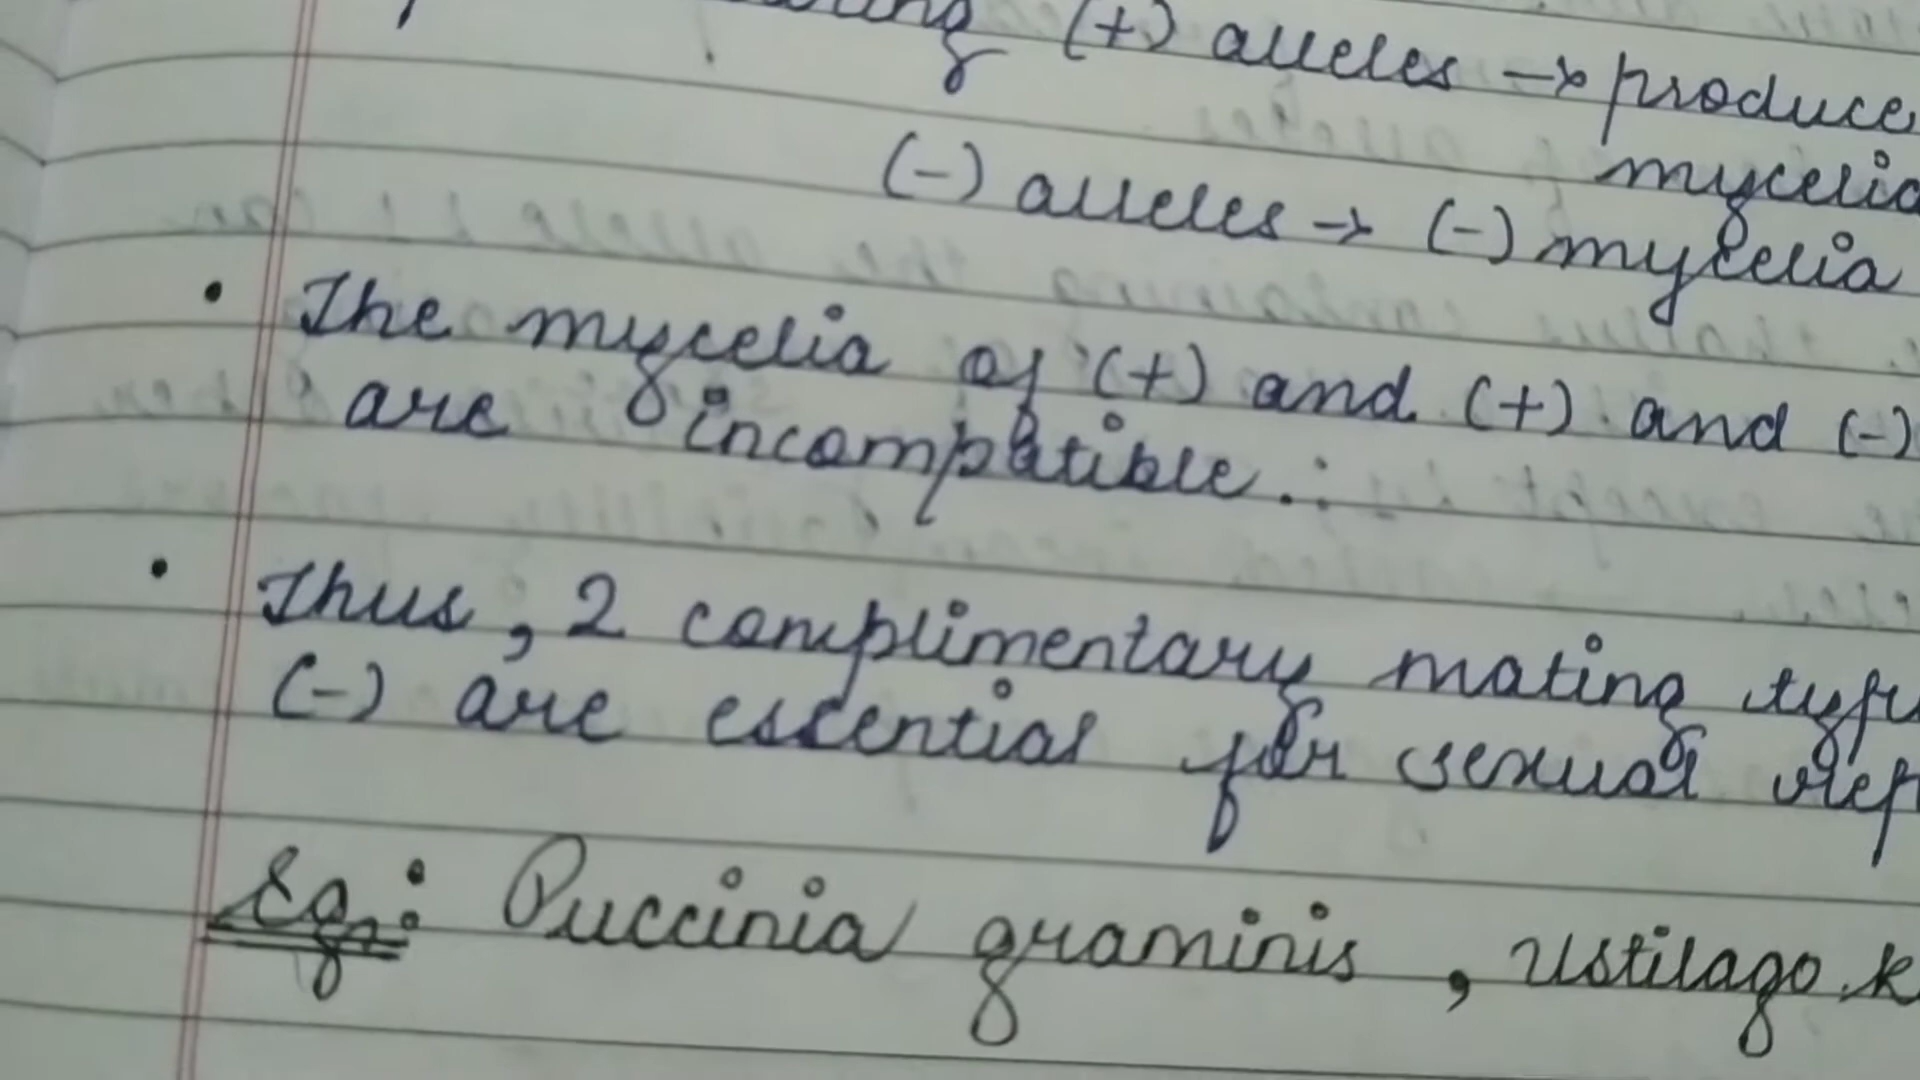 (+) alleles → produce
mycelia
(-) alleles → (-) mycelia
• The mycelia of (+) and (+) and (-)
are incompatible.
• Thus, 2 complimentary mating
(-) are escential for sexual
Eg: Puccinia graminis, Ustilago k